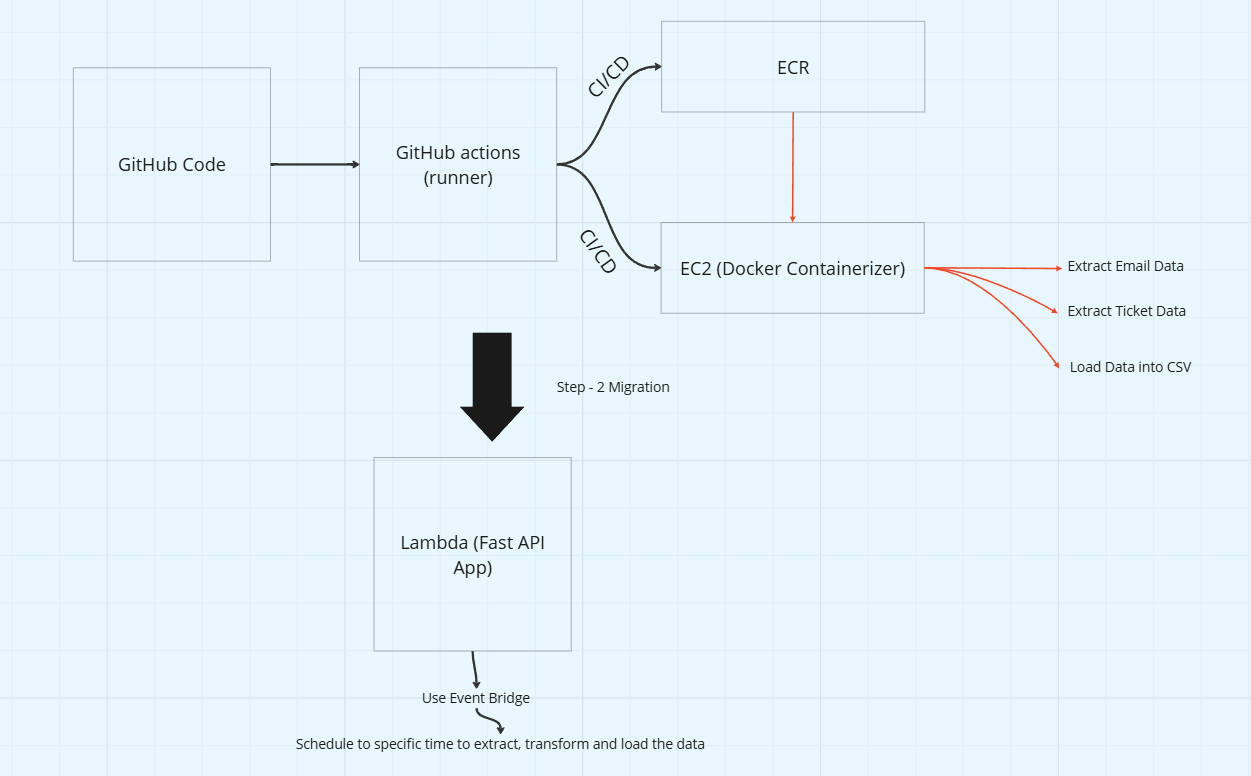 GitHub Code
GitHub actions
(runner)
CI/CD
CI/CD
ECR
EC2 (Docker Containerizer)
Extract Email Data
Extract Ticket Data
Load Data into CSV
Step - 2 Migration
Lambda (Fast API
App)
Use Event Bridge
Schedule to specific time to extract, transform and load the data